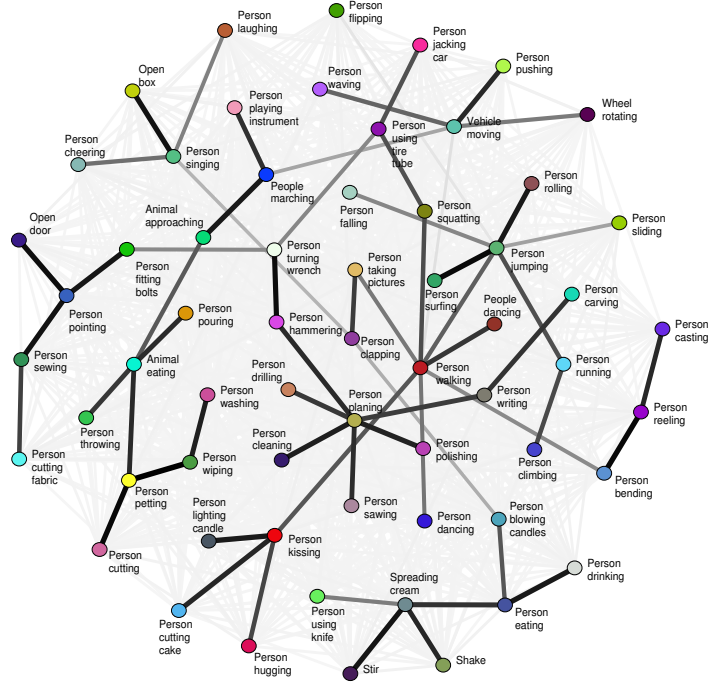 Person
flipping
Person
laughing
Person
jacking
car
Person
pushing
Open
box
Person
waving
Person
playing
instrument
Wheel
rotating
Vehicle
moving
Person
using
tire
tube
Person
cheering
Person
singing
People
marching
Person
rolling
Person
falling
Person
squatting
Person
sliding
Animal
approaching
Open
door
Person
turning
wrench
Person
jumping
Person
fitting
bolts
Person
taking
pictures
Person
surfing
Person
carving
Person
pointing
Person
pouring
Person
hammering
People
dancing
Person
casting
Person
clapping
Person
sewing
Animal
eating
Person
walking
Person
running
Person
drilling
Person
washing
Person
planing
Person
writing
Person
reeling
Person
throwing
Person
cleaning
Person
polishing
Person
cutting
fabric
Person
wiping
Person
climbing
Person
bending
Person
petting
Person
lighting
candle
Person
sawing
Person
dancing
Person
blowing
candles
Person
cutting
Person
kissing
Person
drinking
Spreading
cream
Person
cutting
cake
Person
using
knife
Person
eating
Person
hugging
Stir
Shake